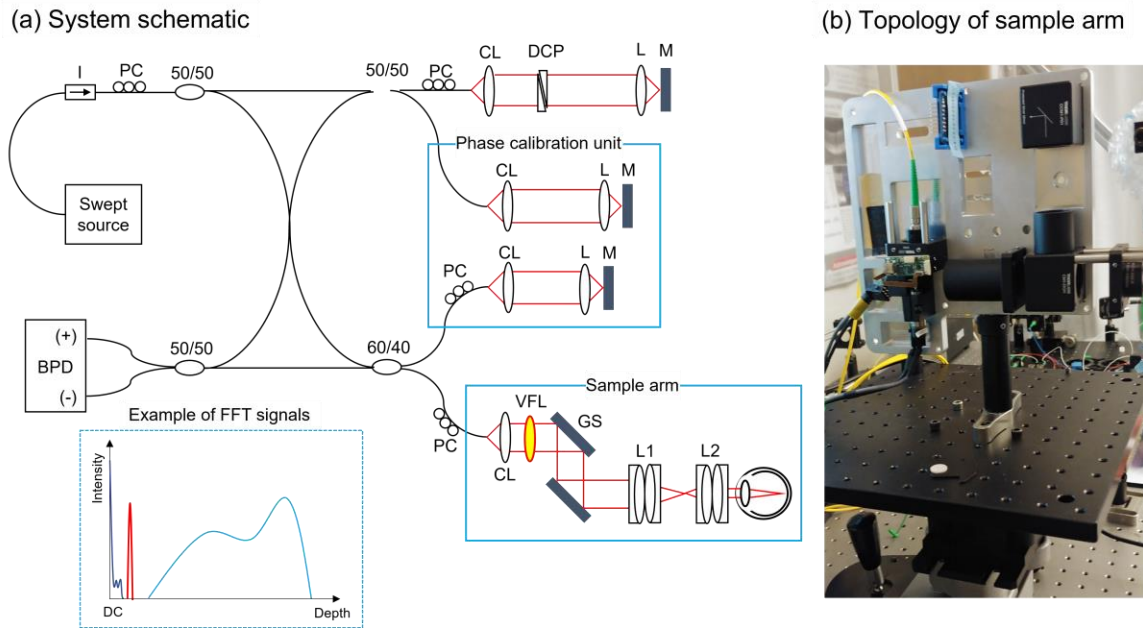 (a) System schematic
(b) Topology of sample arm
I
PC
50/50
50/50
PC
CL
DCP
L
M
Phase calibration unit
CL
L
M
Swept
source
PC
CL
L
M
(+)
BPD
(-)
50/50
60/40
Sample arm
Example of FFT signals
PC
VFL
GS
CL
L1
L2
Intensity
DC
Depth